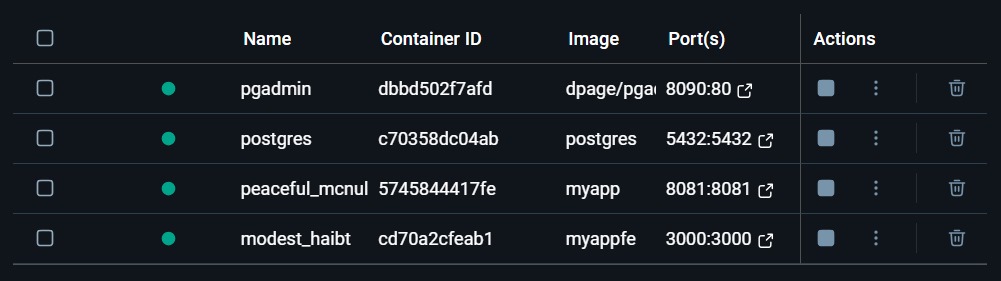 Name Container ID Image Port(s) Actions
pgadmin dbbd502f7afd dpage/pga 8090:80
postgres c70358dc04ab postgres 5432:5432
peaceful_mcnul 5745844417fe myapp 8081:8081
modest_haibt cd70a2cfeab1 myappfe 3000:3000